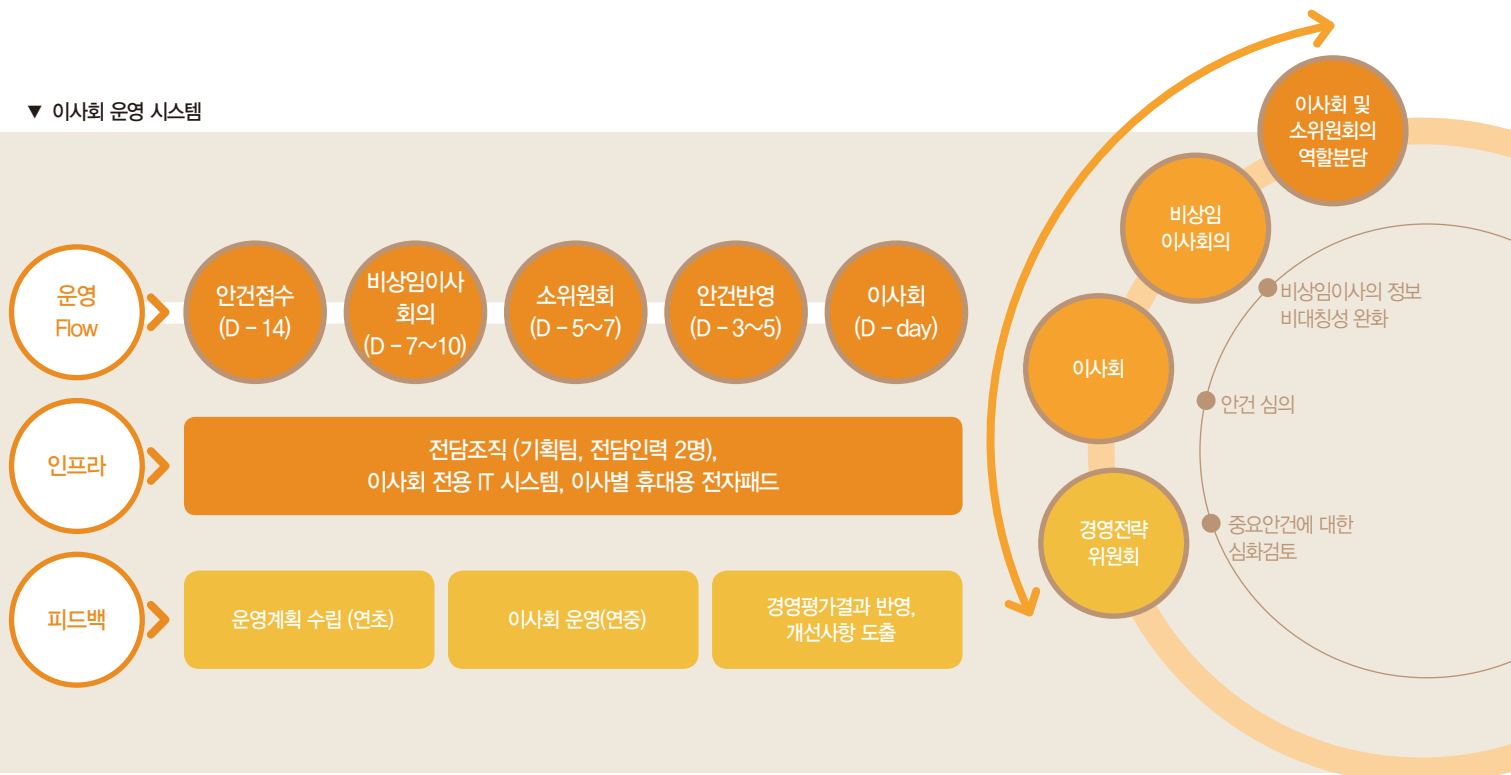 ▼ 이사회 운영 시스템
운영
Flow
안건접수
(D - 14)
비상임이사
회의
(D - 7~10)
소위원회
(D - 5~7)
안건반영
(D - 3~5)
이사회
(D - day)
인프라
전담조직 (기획팀, 전담인력 2명),
이사회 전용 IT 시스템, 이사별 휴대용 전자패드
피드백
운영계획 수립 (연초)
이사회 운영(연중)
경영평가결과 반영,
개선사항 도출
이사회 및
소위원회의
역할분담
비상임
이사회의
이사회
경영전략
위원회
비상임이사의 정보
비대칭성 완화
안건 심의
중요안건에 대한
심화검토